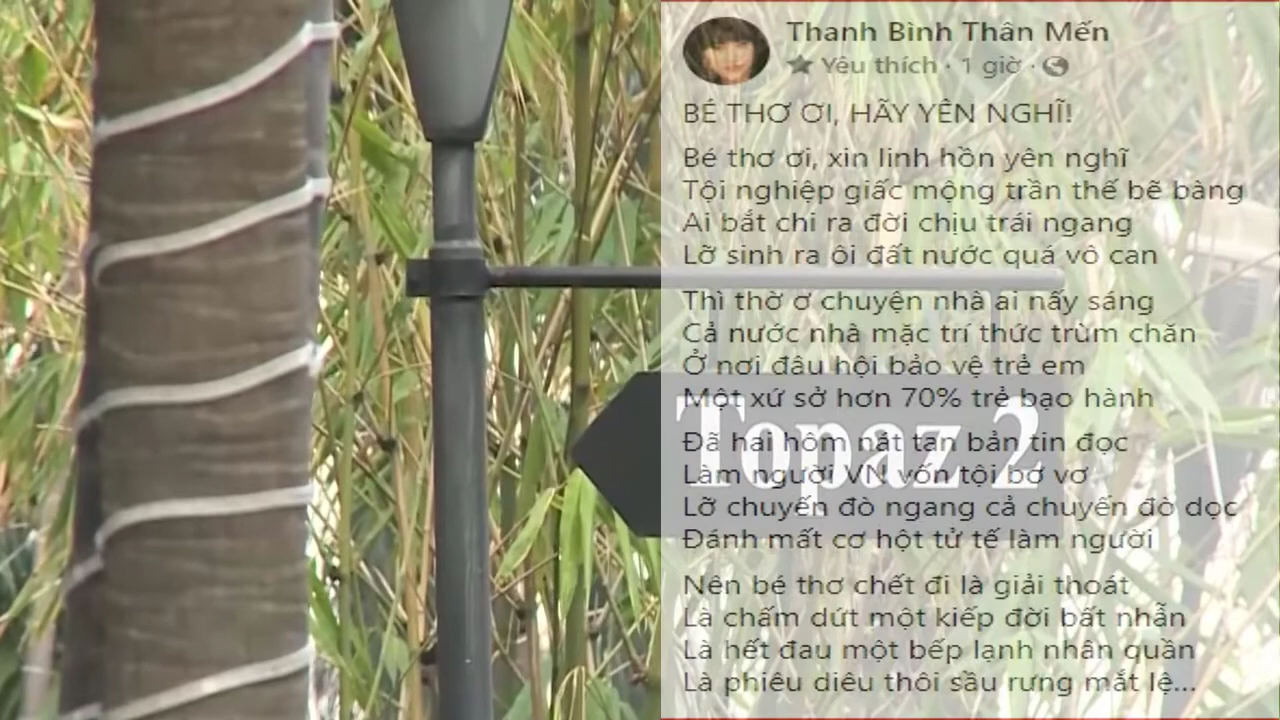 Thanh Bình Thân Mến
Yêu thích · 1 giờ ·
BÉ THƠ ƠI, HÃY YÊN NGHĨ!
Bé thơ ơi, xin linh hồn yên nghĩ
Tội nghiệp giấc mộng trần thế bẽ bàng
Ai bắt chi ra đời chịu trái ngang
Lỡ sinh ra ôi đất nước quá vô can
Thì thờ ơ chuyện nhà ai nấy sáng
Cả nước nhà mặc trí thức trùm chăn
Ở nơi đâu hội bảo vệ trẻ em
Một xứ sở hơn 70% trẻ bạo hành
Đã hai hôm nát tan bản tin đọc
Làm người VN vốn tội bơ vơ
Lỡ chuyến đò ngang cả chuyến đò dọc
Đánh mất cơ hột tử tế làm người
Nên bé thơ chết đi là giải thoát
Là chấm dứt một kiếp đời bất nhẫn
Là hết đau một bếp lạnh nhân quần
Là phiêu diêu thôi sầu rưng mắt lệ...
Topaz 2